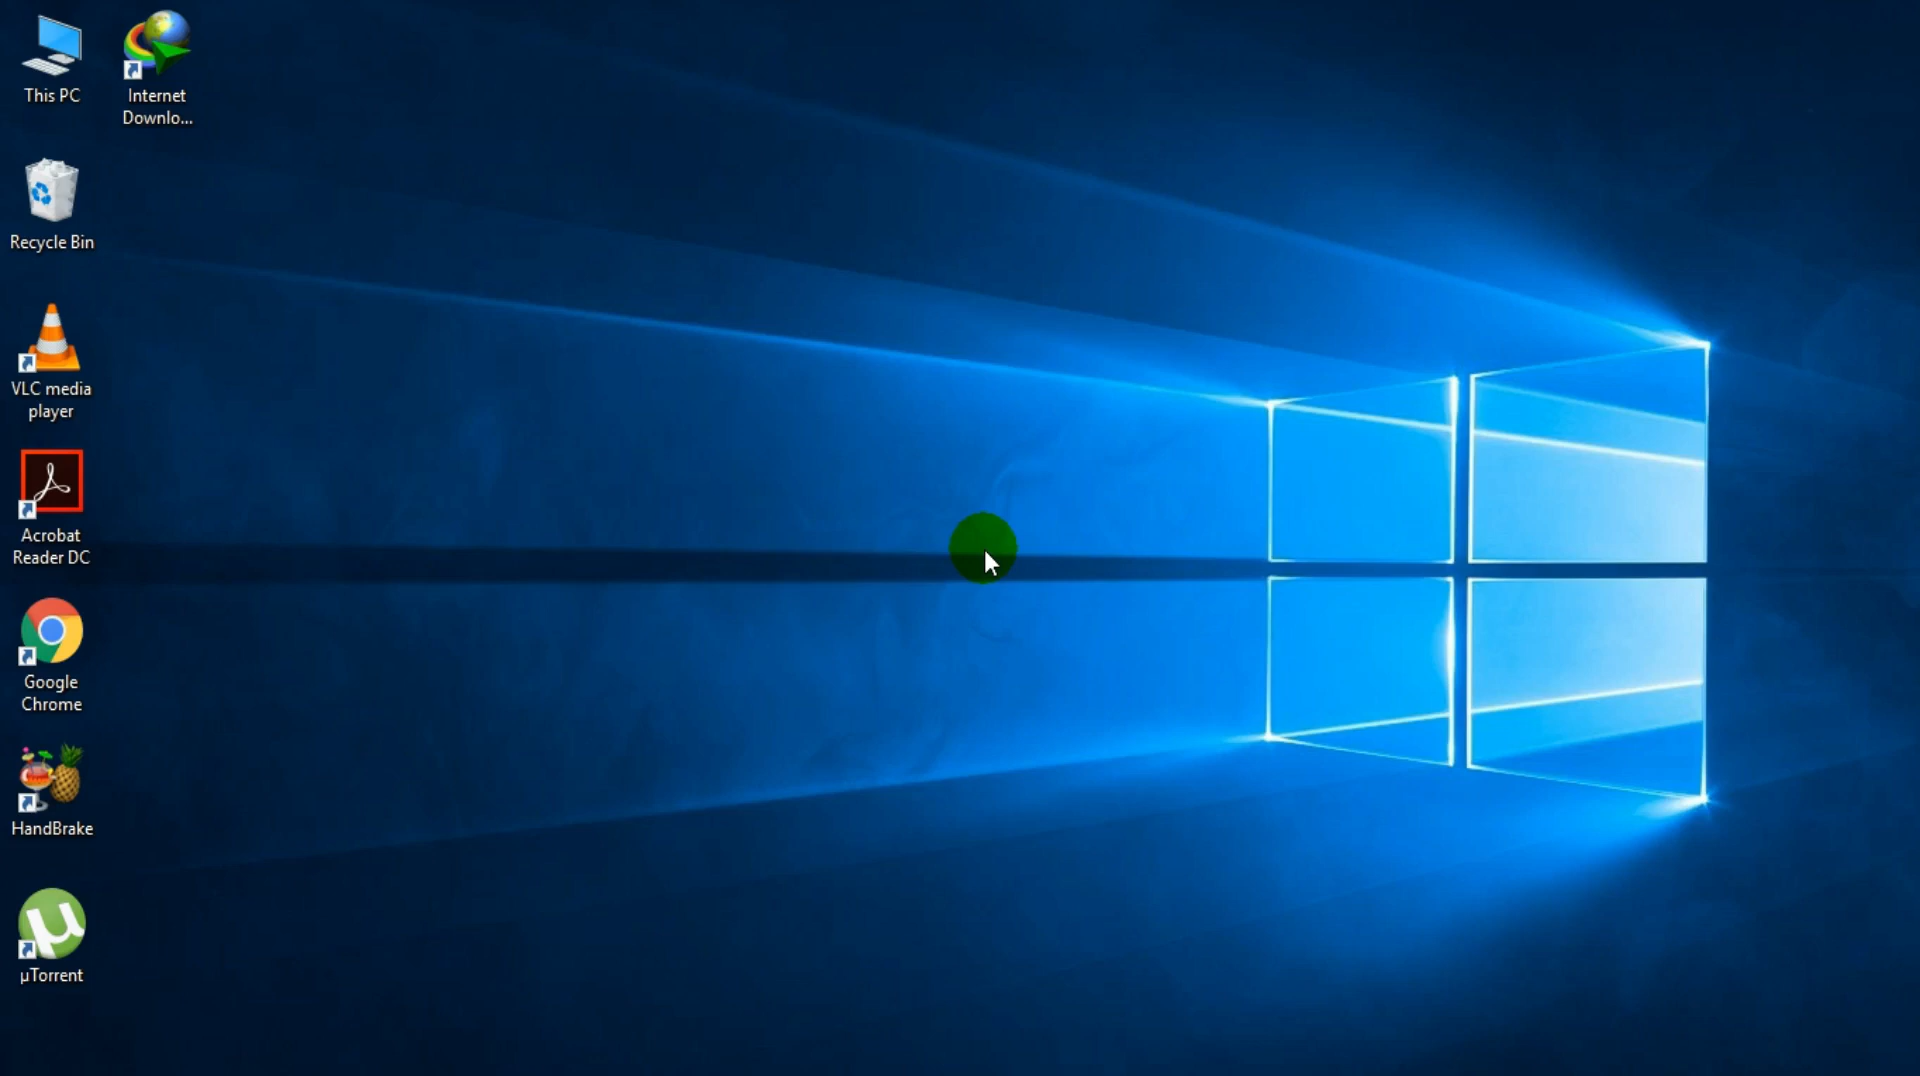 This PC
Internet
Downlo...
Recycle Bin
VLC media
player
Acrobat
Reader DC
Google
Chrome
HandBrake
µTorrent